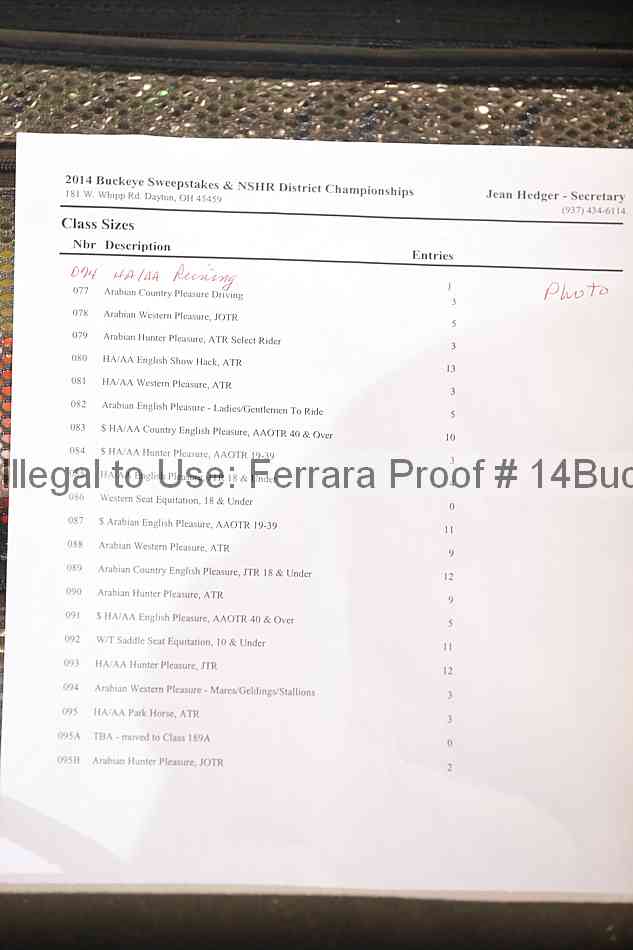 2014 Buckeye Sweepstakes & NSHR District Championships
181 W. Whipp Rd. Dayton, OH 45459
Jean Hedger - Secretary
(937) 434-6114
Class Sizes
Nbr Description Entries
074 HA/AA Reining 1 Photo
077 Arabian Country Pleasure Driving 3
078 Arabian Western Pleasure, JOTR 5
079 Arabian Hunter Pleasure, ATR Select Rider 3
080 HA/AA English Show Hack, ATR 13
081 HA/AA Western Pleasure, ATR 3
082 Arabian English Pleasure - Ladies/Gentlemen To Ride 5
083 $ HA/AA Country English Pleasure, AAOTR 40 & Over 10
084 $ HA/AA Hunter Pleasure, AAOTR 19-39 3
085 HA/AA English Pleasure, JTR 18 & Under
illegal to Use: Ferrara Proof # 14Buc
086 Western Seat Equitation, 18 & Under 0
087 $ Arabian English Pleasure, AAOTR 19-39 11
088 Arabian Western Pleasure, ATR 9
089 Arabian Country English Pleasure, JTR 18 & Under 12
090 Arabian Hunter Pleasure, ATR 9
091 $ HA/AA English Pleasure, AAOTR 40 & Over 5
092 W/T Saddle Seat Equitation, 10 & Under 11
093 HA/AA Hunter Pleasure, JTR 12
094 Arabian Western Pleasure - Mares/Geldings/Stallions 3
095 HA/AA Park Horse, ATR 3
095A TBA - moved to Class 189A 0
095B Arabian Hunter Pleasure, JOTR 2